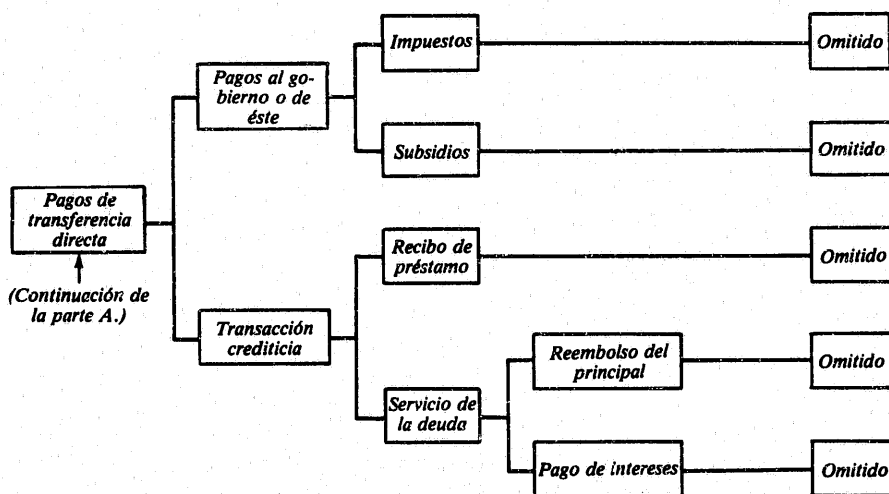 Impuestos
Omitido
Pagos al go-
bierno o de
éste
Subsidios
Omitido
Pagos de
transferencia
directa
(Continuación de
la parte A.)
Recibo de
préstamo
Omitido
Transacción
crediticia
Reembolso del
principal
Omitido
Servicio de
la deuda
Pago de intereses
Omitido